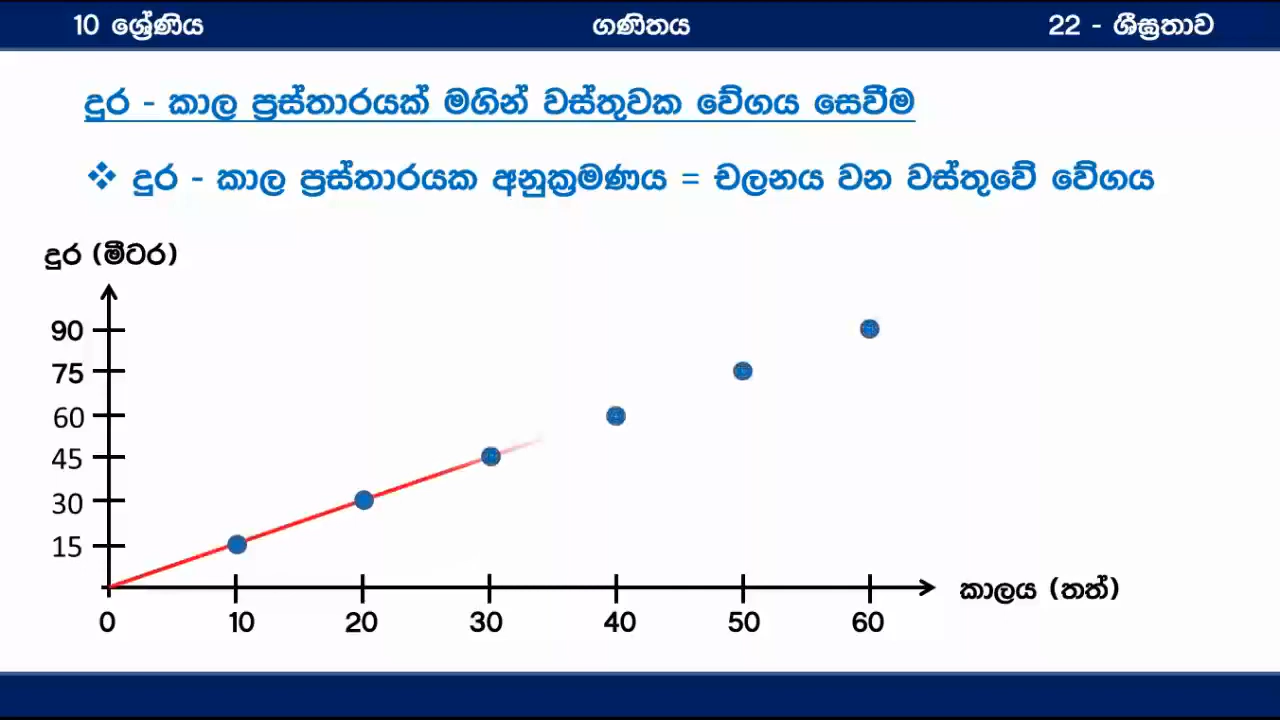 10 ශ්‍රේණිය ගණිතය 22 - ශීඝ්‍රතාව
දුර - කාල ප්‍රස්තාරයක් මගින් වස්තුවක වේගය සෙවීම
❖ දුර - කාල ප්‍රස්තාරයක අනුක්‍රමණය = චලනය වන වස්තුවේ වේගය
දුර (මීටර)
90
75
60
45
30
15
කාලය (තත්)
0 10 20 30 40 50 60